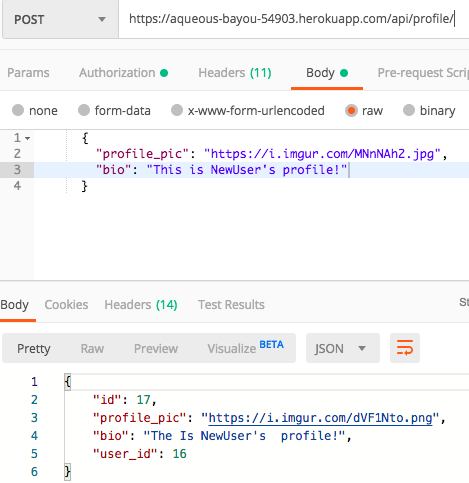 POST https://aqueous-bayou-54903.herokuapp.com/api/profile/
Params Authorization Headers (11) Body Pre-request Scrip
none form-data x-www-form-urlencoded raw binary
1 {
2 "profile_pic": "https://i.imgur.com/MNnNAh2.jpg",
3 "bio": "This is NewUser's profile!"
4 }
Body Cookies Headers (14) Test Results St
Pretty Raw Preview Visualize BETA JSON
1 {
2 "id": 17,
3 "profile_pic": "https://i.imgur.com/dVF1Nto.png",
4 "bio": "The Is NewUser's  profile!",
5 "user_id": 16
6 }